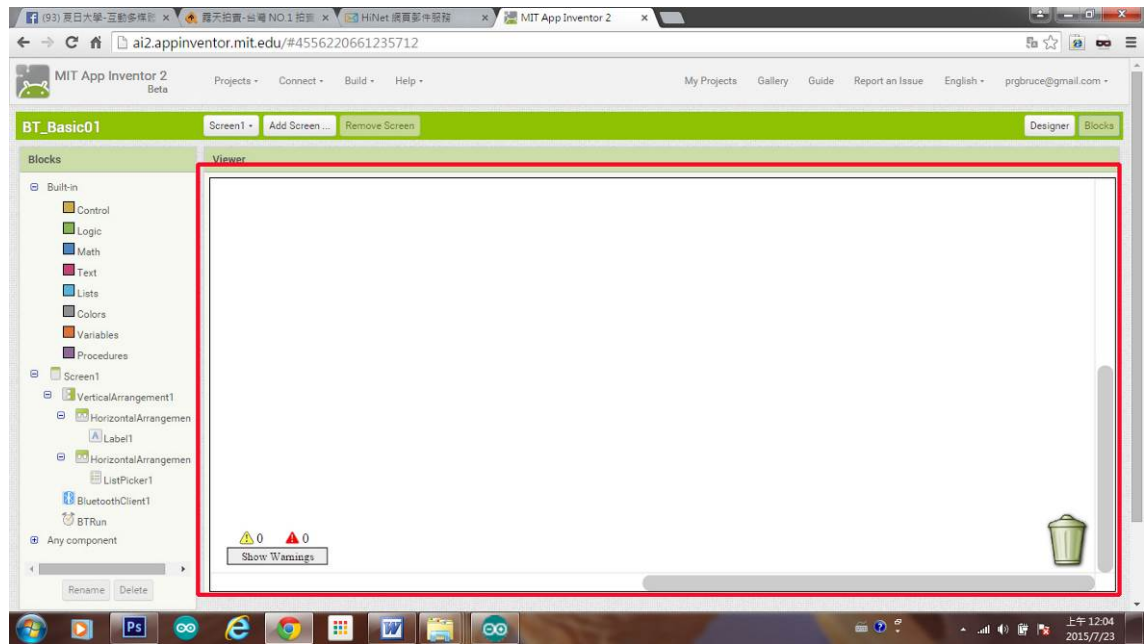 (93) 亞日大學-互動多媒
露天拍賣-台灣 NO.1 拍賣
HiNet 網頁郵件服務
MIT App Inventor 2
ai2.appinventor.mit.edu/#4556220661235712
MIT App Inventor 2
Beta
Projects
Connect
Build
Help
My Projects
Gallery
Guide
Report an Issue
English
prgbruce@gmail.com
BT_Basic01
Screen1
Add Screen ...
Remove Screen
Designer
Blocks
Blocks
Viewer
Built-in
Control
Logic
Math
Text
Lists
Colors
Variables
Procedures
Screen1
VerticalArrangement1
HorizontalArrangemen
Label1
HorizontalArrangemen
ListPicker1
BluetoothClient1
BTRun
Any component
Rename
Delete
0
0
Show Warnings
Ps
上午 12:04
2015/7/23